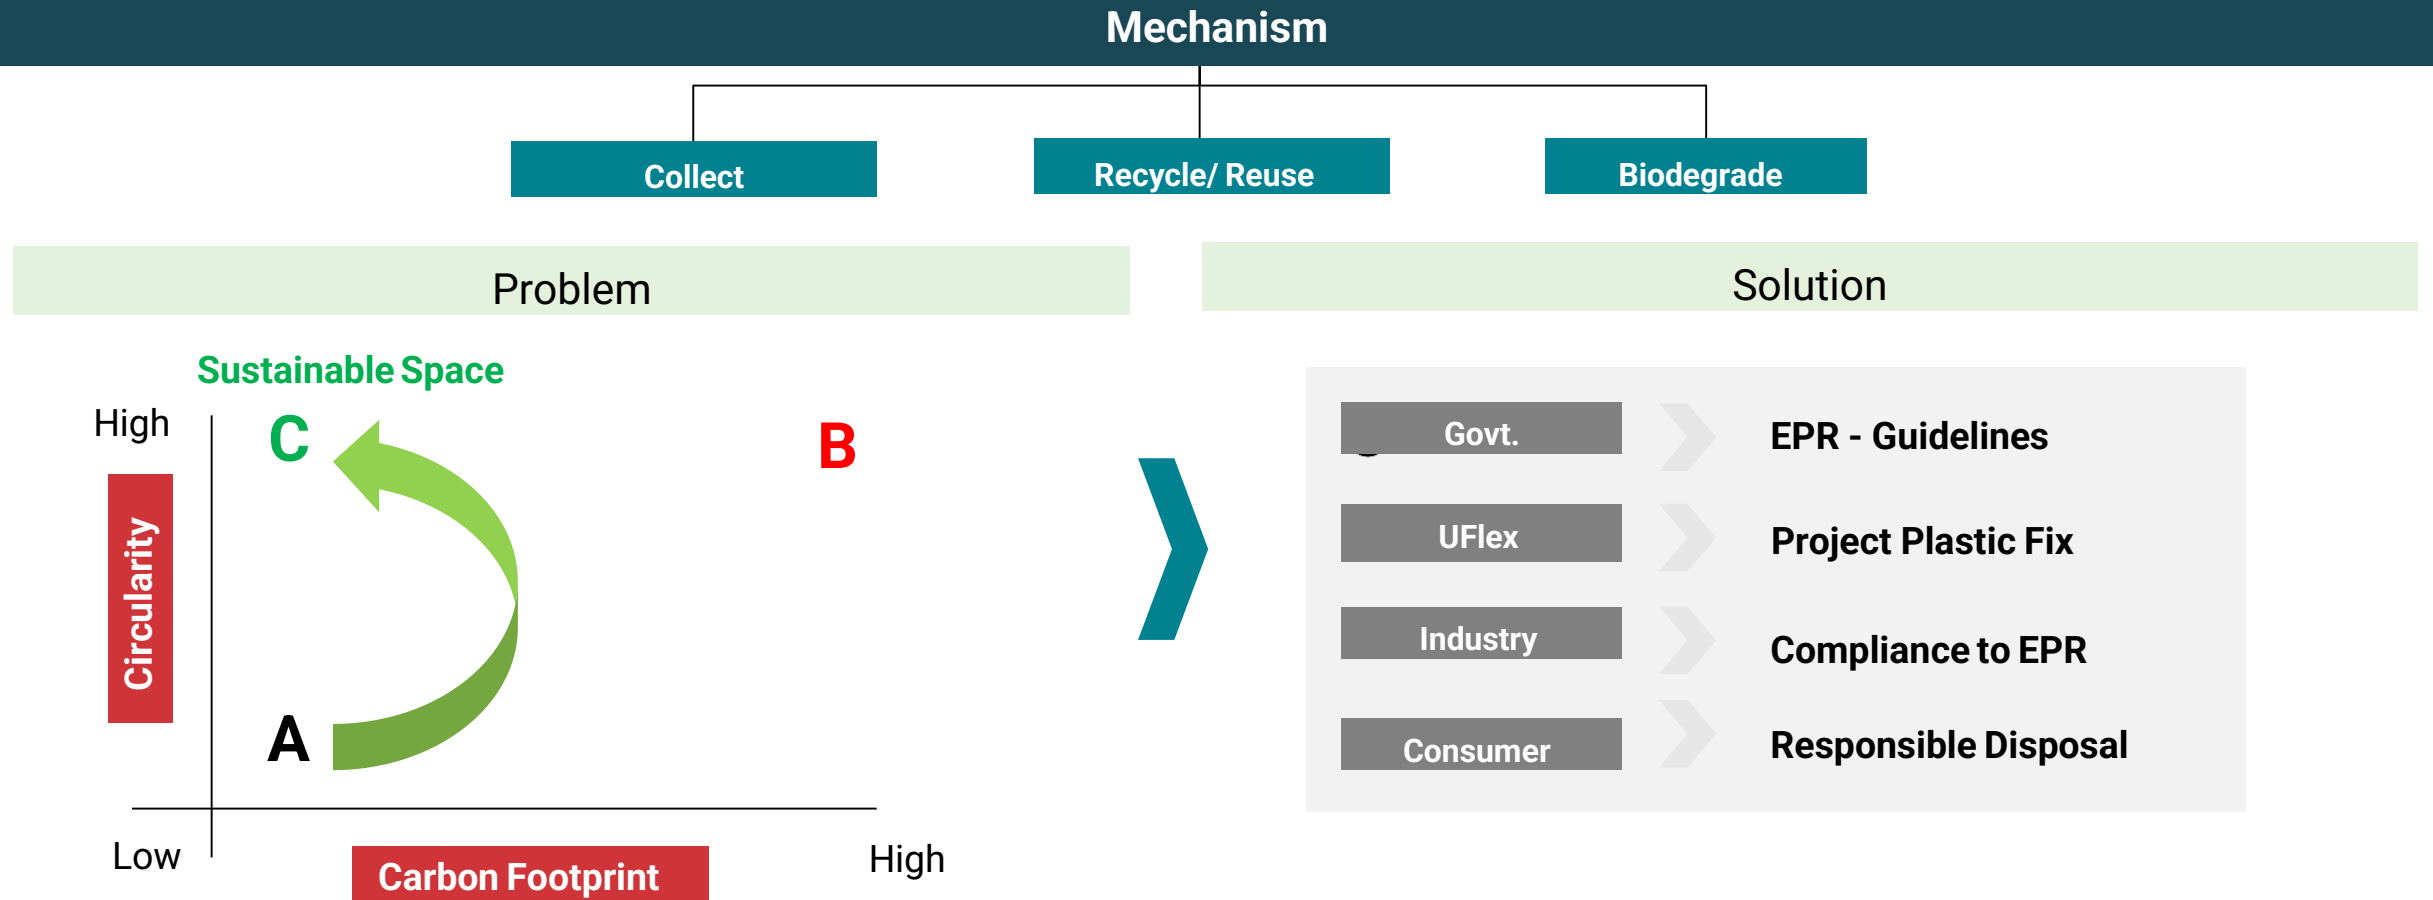 Mechanism
Collect
Recycle/ Reuse
Biodegrade
Problem
Solution
Sustainable Space
High
C
B
Circularity
A
Low
Carbon Footprint
High
Govt.
EPR - Guidelines
UFlex
Project Plastic Fix
Industry
Compliance to EPR
Consumer
Responsible Disposal